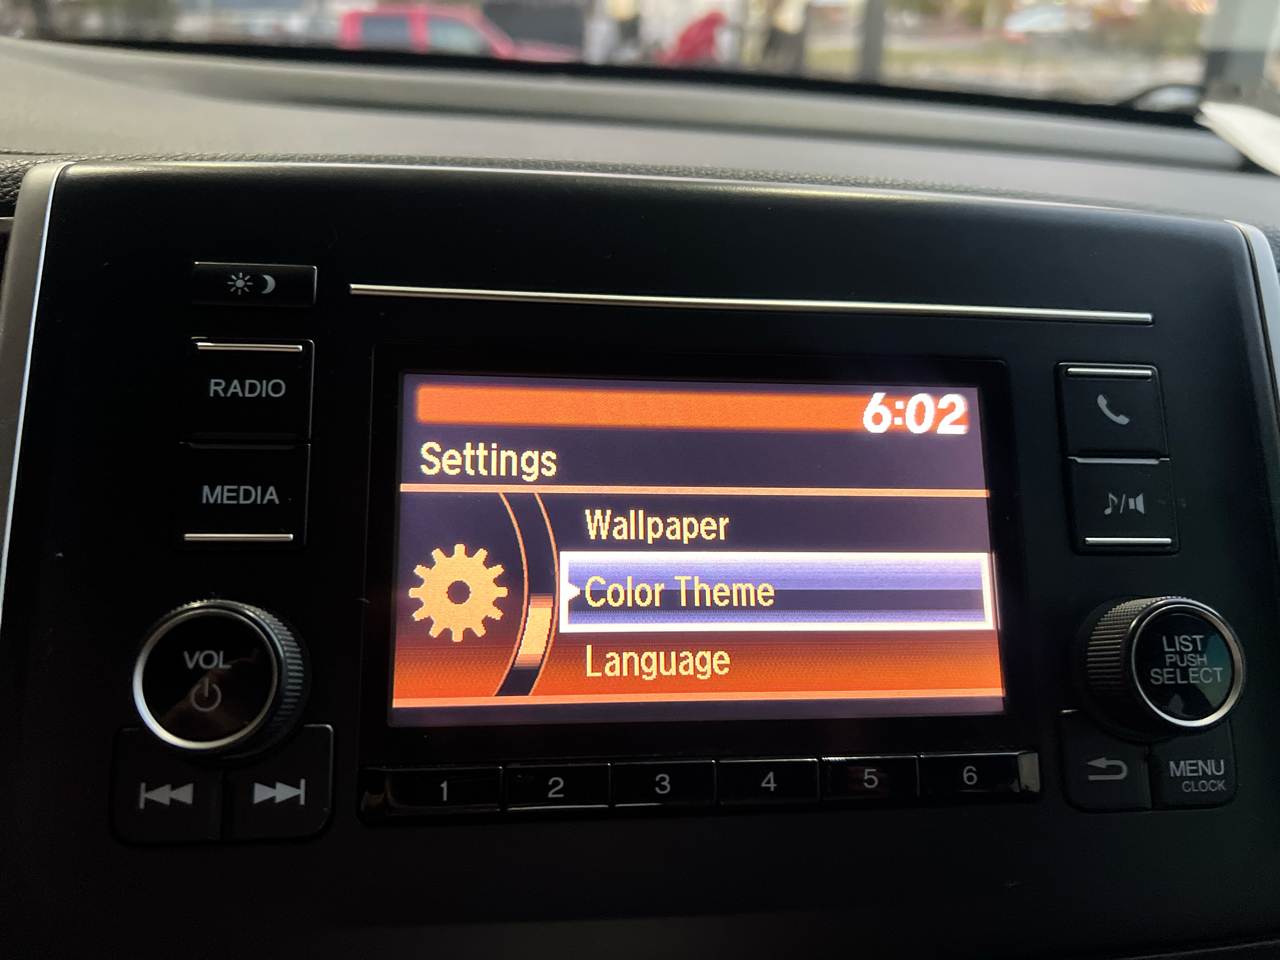 RADIO
MEDIA
VOL
6:02
Settings
Wallpaper
Color Theme
Language
1 2 3 4 5 6
LIST
PUSH
SELECT
MENU
CLOCK